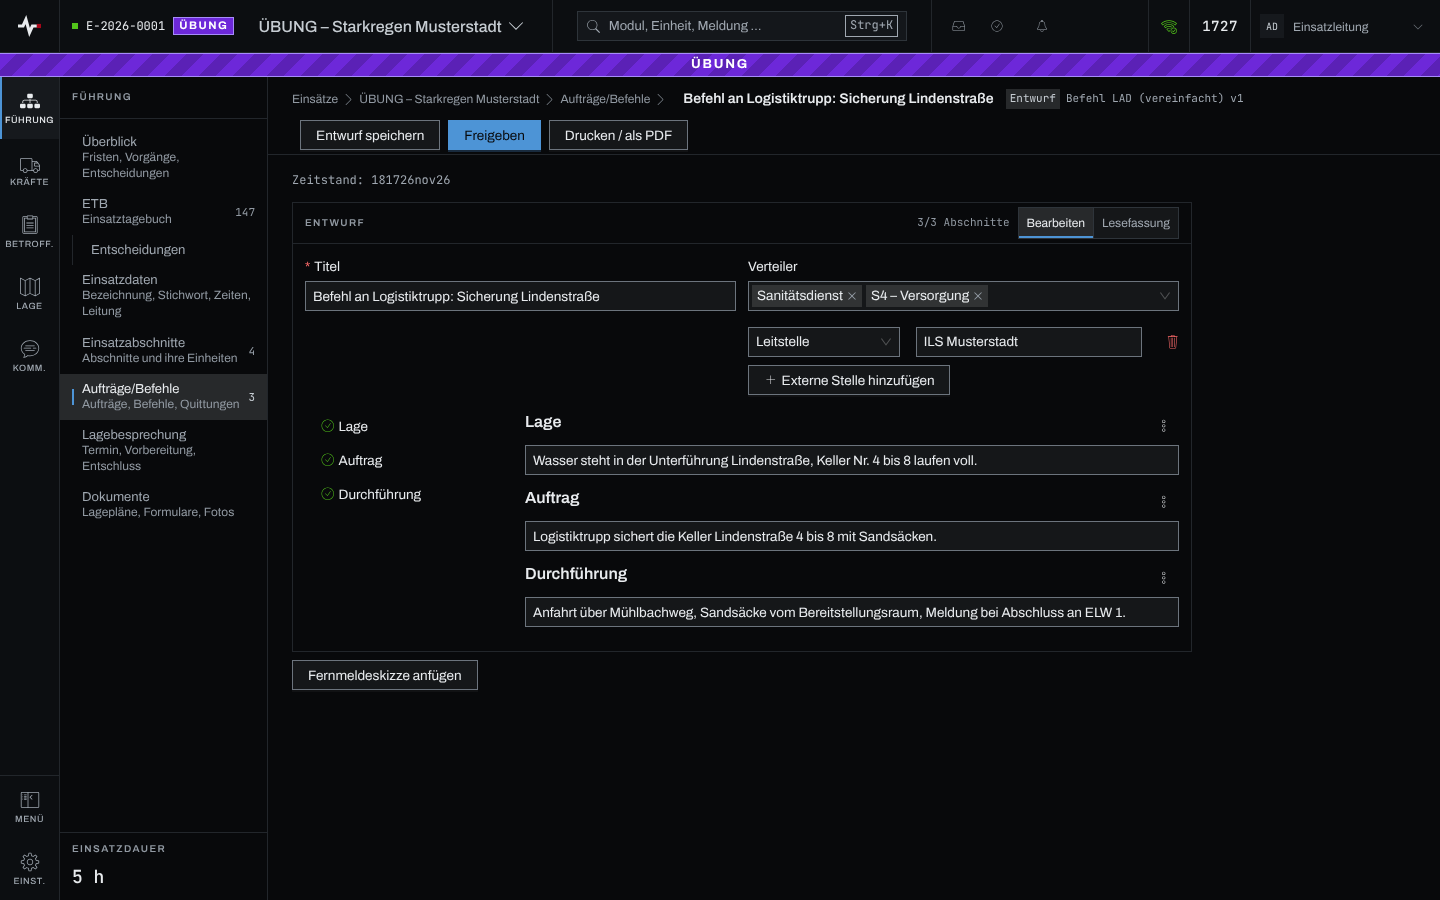 E-2026-0001 ÜBUNG ÜBUNG – Starkregen Musterstadt Modul, Einheit, Meldung ... Strg+K 1727 AD Einsatzleitung
ÜBUNG
FÜHRUNG
KRÄFTE
BETROFF.
LAGE
KOMM.
MENÜ
EINST.
FÜHRUNG
Überblick
Fristen, Vorgänge,
Entscheidungen
ETB
Einsatztagebuch 147
Entscheidungen
Einsatzdaten
Bezeichnung, Stichwort, Zeiten,
Leitung
Einsatzabschnitte
Abschnitte und ihre Einheiten 4
Aufträge/Befehle
Aufträge, Befehle, Quittungen 3
Lagebesprechung
Termin, Vorbereitung,
Entschluss
Dokumente
Lagepläne, Formulare, Fotos
EINSATZDAUER
5 h
Einsätze ÜBUNG – Starkregen Musterstadt Aufträge/Befehle Befehl an Logistiktrupp: Sicherung Lindenstraße Entwurf Befehl LAD (vereinfacht) v1
Entwurf speichern Freigeben Drucken / als PDF
Zeitstand: 181726nov26
ENTWURF 3/3 Abschnitte Bearbeiten Lesefassung
* Titel Verteiler
Befehl an Logistiktrupp: Sicherung Lindenstraße Sanitätsdienst S4 – Versorgung
Leitstelle ILS Musterstadt
Externe Stelle hinzufügen
Lage
Auftrag
Durchführung
Lage
Wasser steht in der Unterführung Lindenstraße, Keller Nr. 4 bis 8 laufen voll.
Auftrag
Logistiktrupp sichert die Keller Lindenstraße 4 bis 8 mit Sandsäcken.
Durchführung
Anfahrt über Mühlbachweg, Sandsäcke vom Bereitstellungsraum, Meldung bei Abschluss an ELW 1.
Fernmeldeskizze anfügen